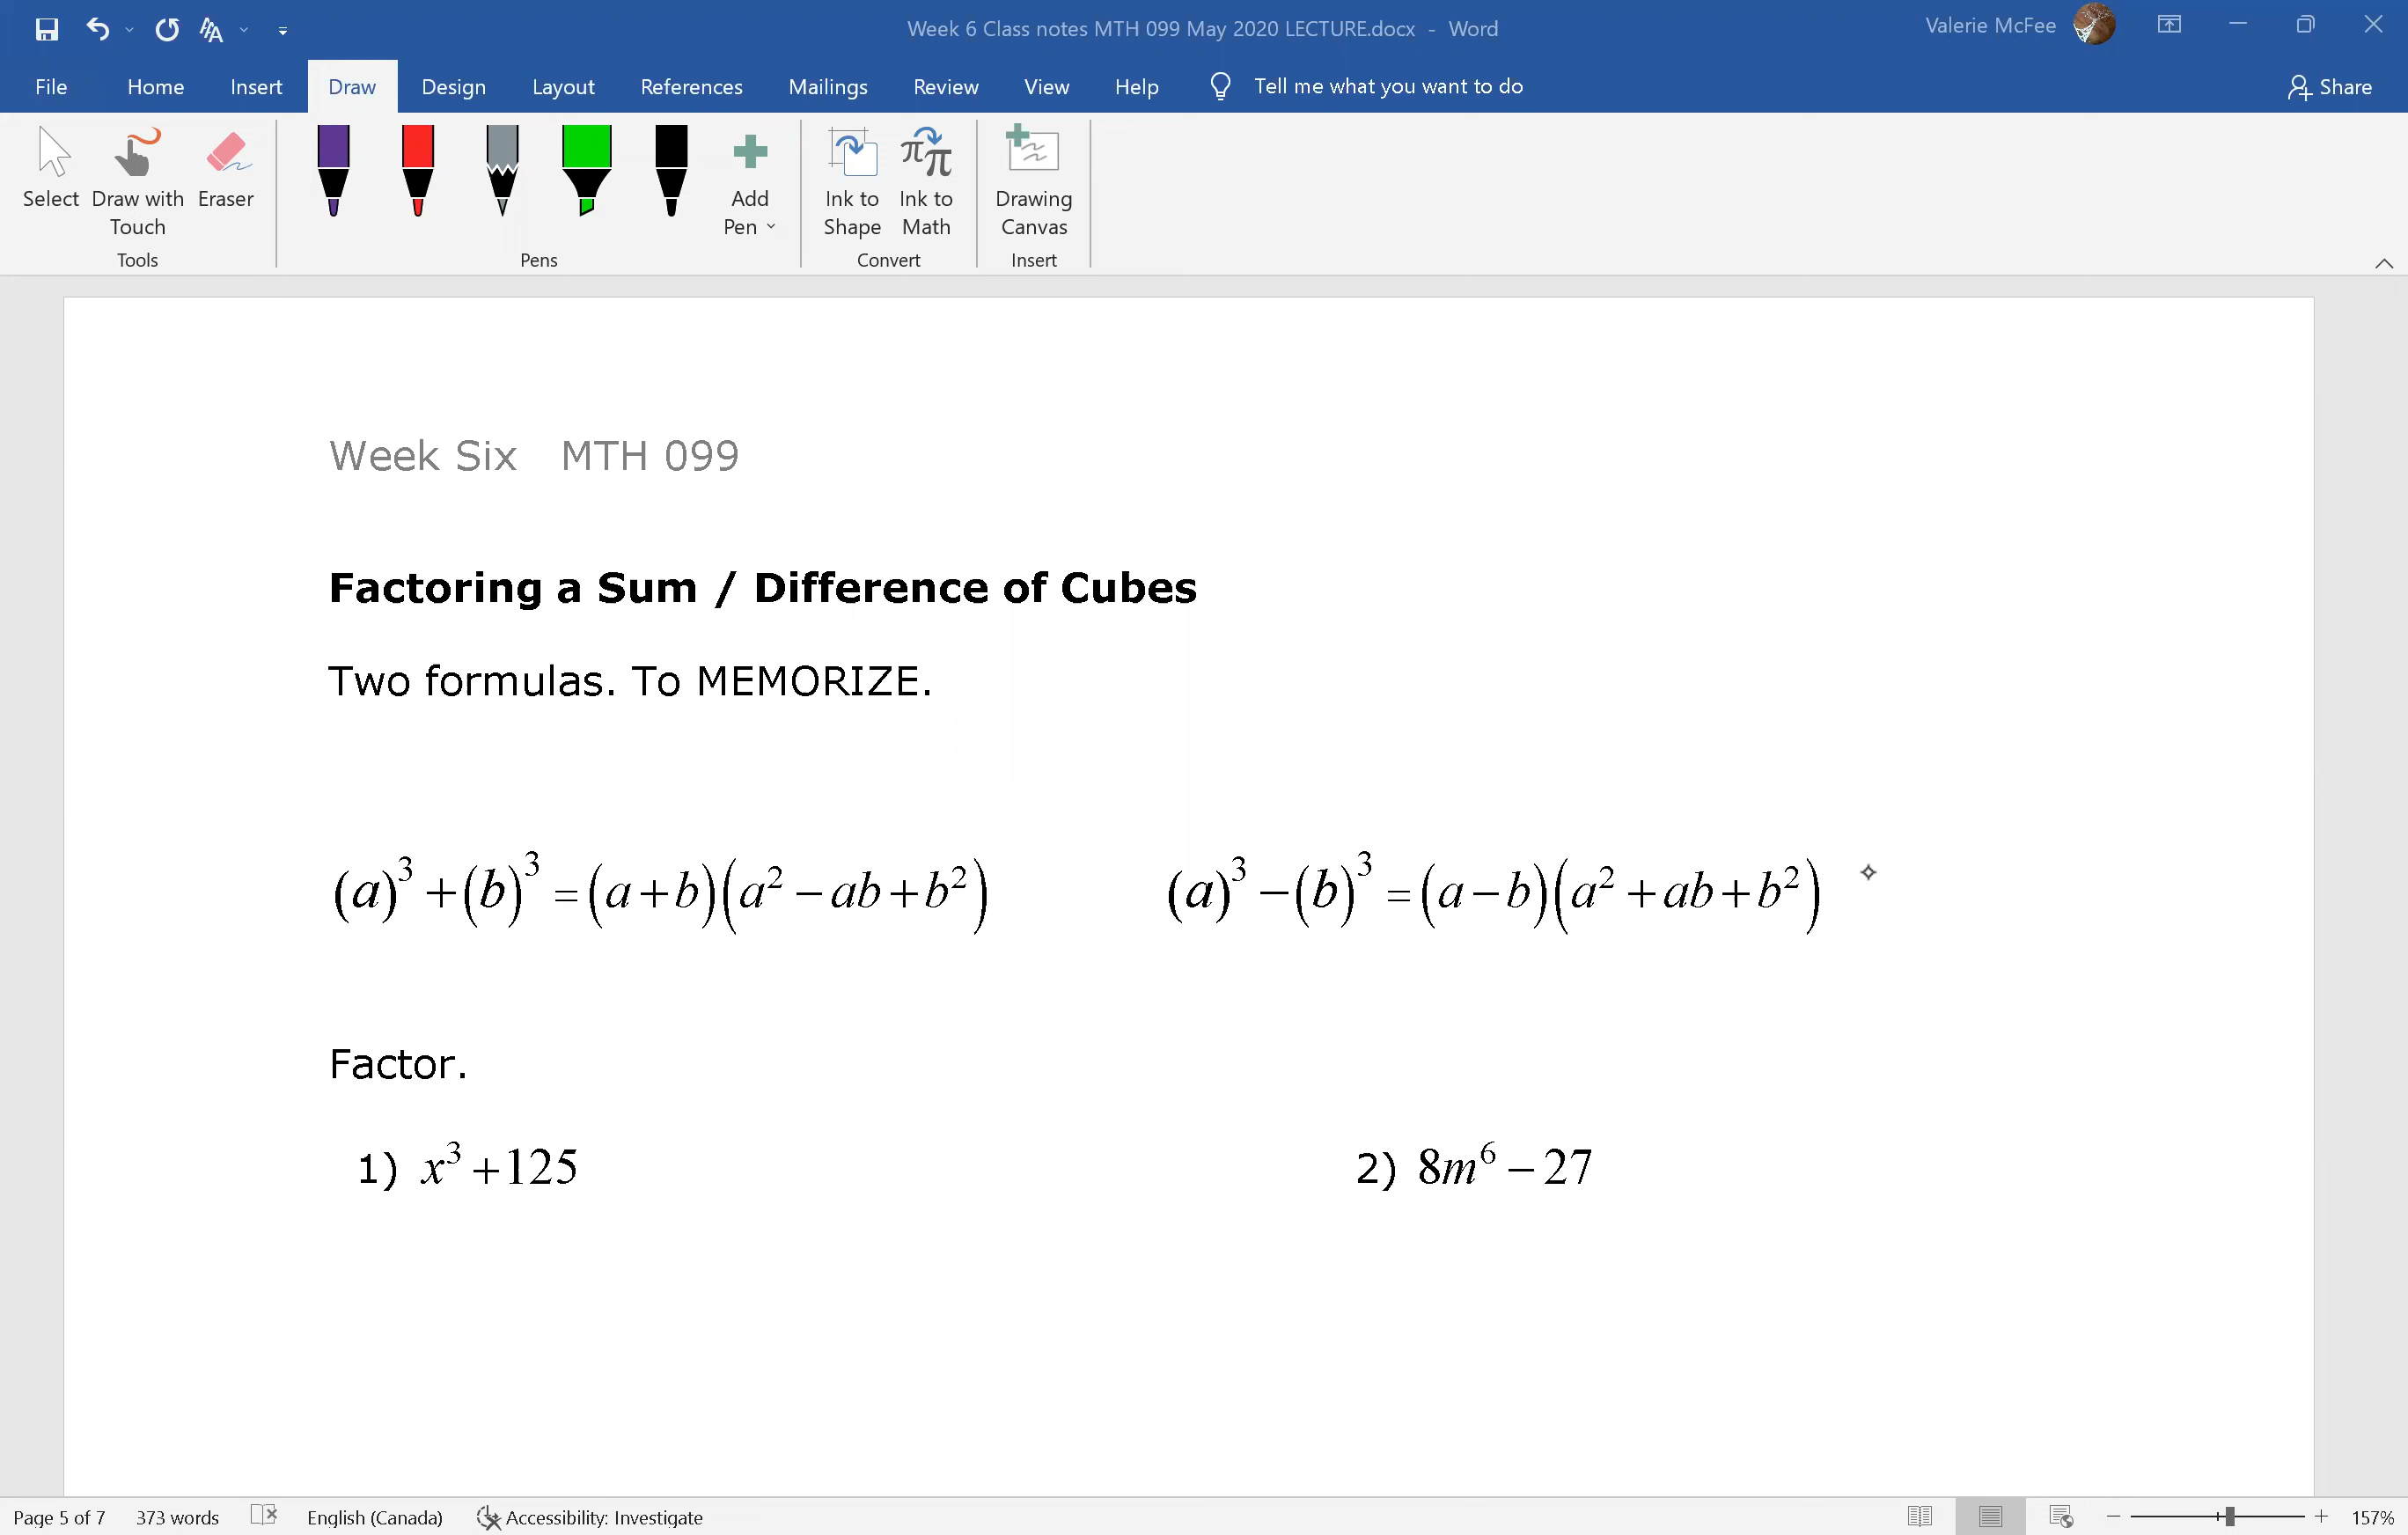 Week 6 Class notes MTH 099 May 2020 LECTURE.docx - Word
Valerie McFee
File Home Insert Draw Design Layout References Mailings Review View Help Tell me what you want to do Share
Select Draw with Touch Eraser Add Pen Ink to Shape Ink to Math Drawing Canvas
Tools Pens Convert Insert
Week Six MTH 099
Factoring a Sum / Difference of Cubes
Two formulas. To MEMORIZE.
(a)³+(b)³=(a+b)(a²−ab+b²) (a)³−(b)³=(a−b)(a²+ab+b²)
Factor.
1) x³+125 2) 8m⁶−27
Page 5 of 7 373 words English (Canada) Accessibility: Investigate 157%